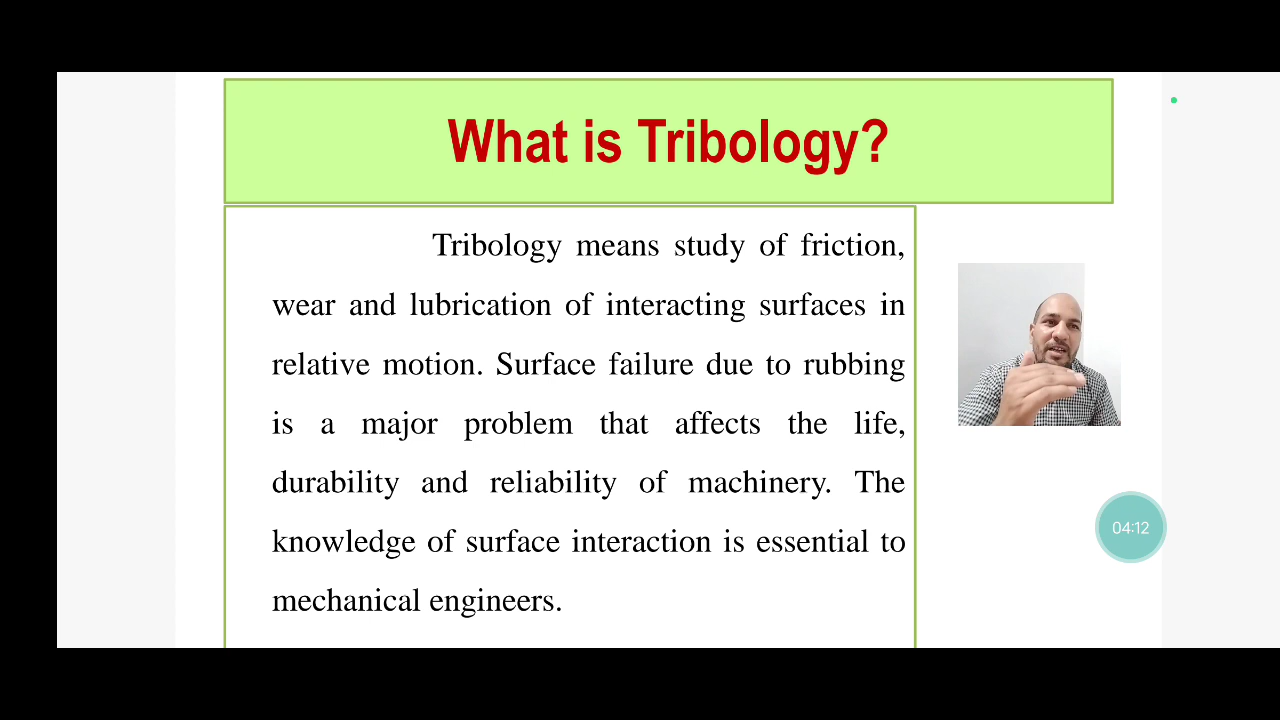 What is Tribology?
Tribology means study of friction,
wear and lubrication of interacting surfaces in
relative motion. Surface failure due to rubbing
is a major problem that affects the life,
durability and reliability of machinery. The
knowledge of surface interaction is essential to
mechanical engineers.
04:12